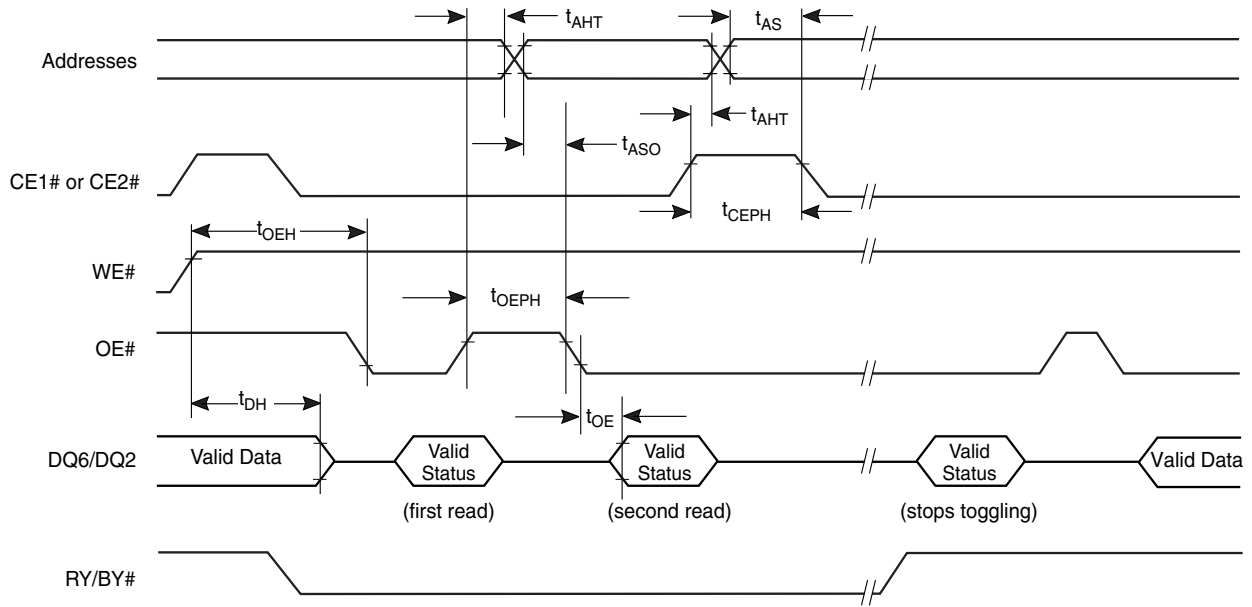 tAHT
tAS
Addresses
tAHT
tASO
CE1# or CE2#
tCEPH
tOEH
WE#
tOEPH
OE#
tDH
tOE
DQ6/DQ2
Valid Data
Valid
Status
Valid
Status
Valid
Status
Valid Data
(first read)
(second read)
(stops toggling)
RY/BY#